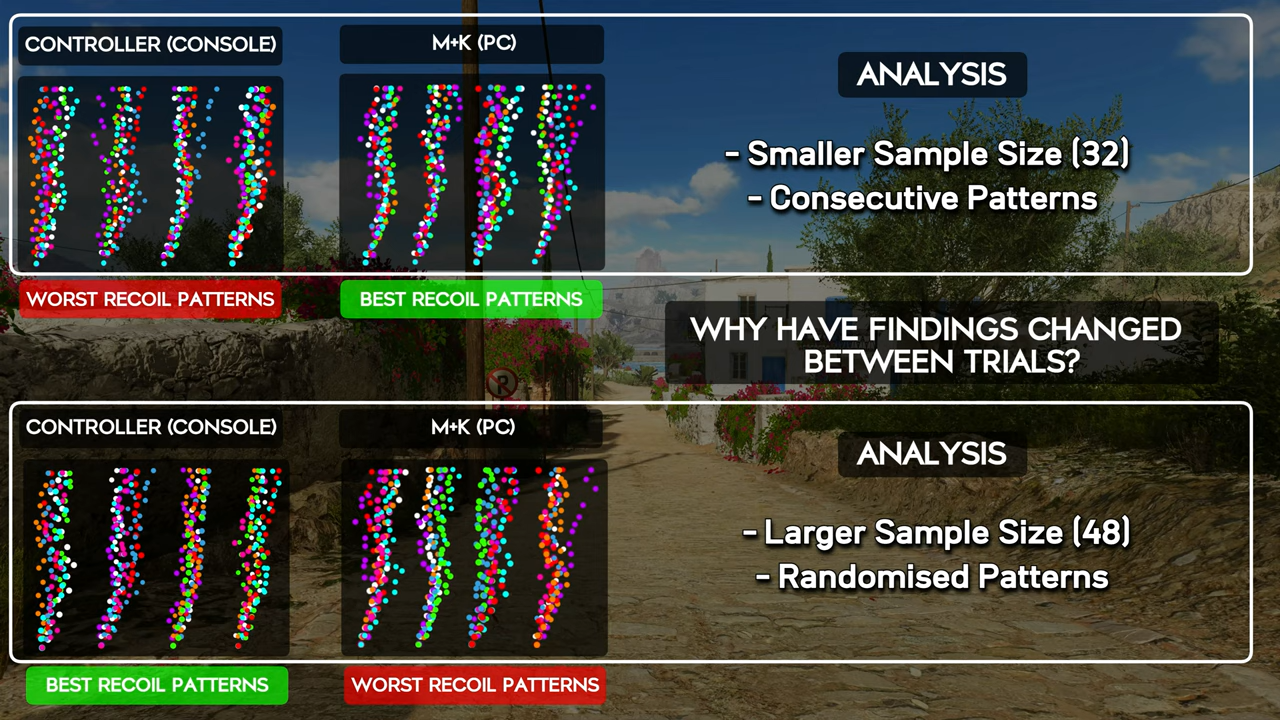 CONTROLLER (CONSOLE)
M+K (PC)
ANALYSIS
- Smaller Sample Size (32)
- Consecutive Patterns
WORST RECOIL PATTERNS
BEST RECOIL PATTERNS
WHY HAVE FINDINGS CHANGED
BETWEEN TRIALS?
R
CONTROLLER (CONSOLE)
M+K (PC)
ANALYSIS
- Larger Sample Size (48)
- Randomised Patterns
BEST RECOIL PATTERNS
WORST RECOIL PATTERNS